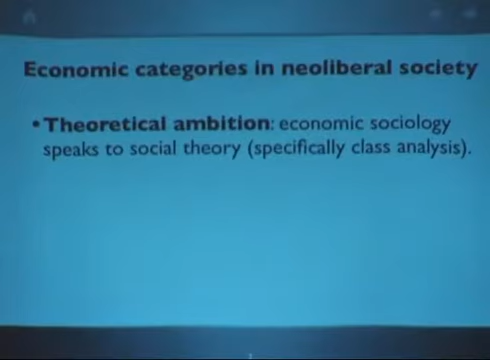 Economic categories in neoliberal society
• Theoretical ambition: economic sociology
speaks to social theory (specifically class analysis).